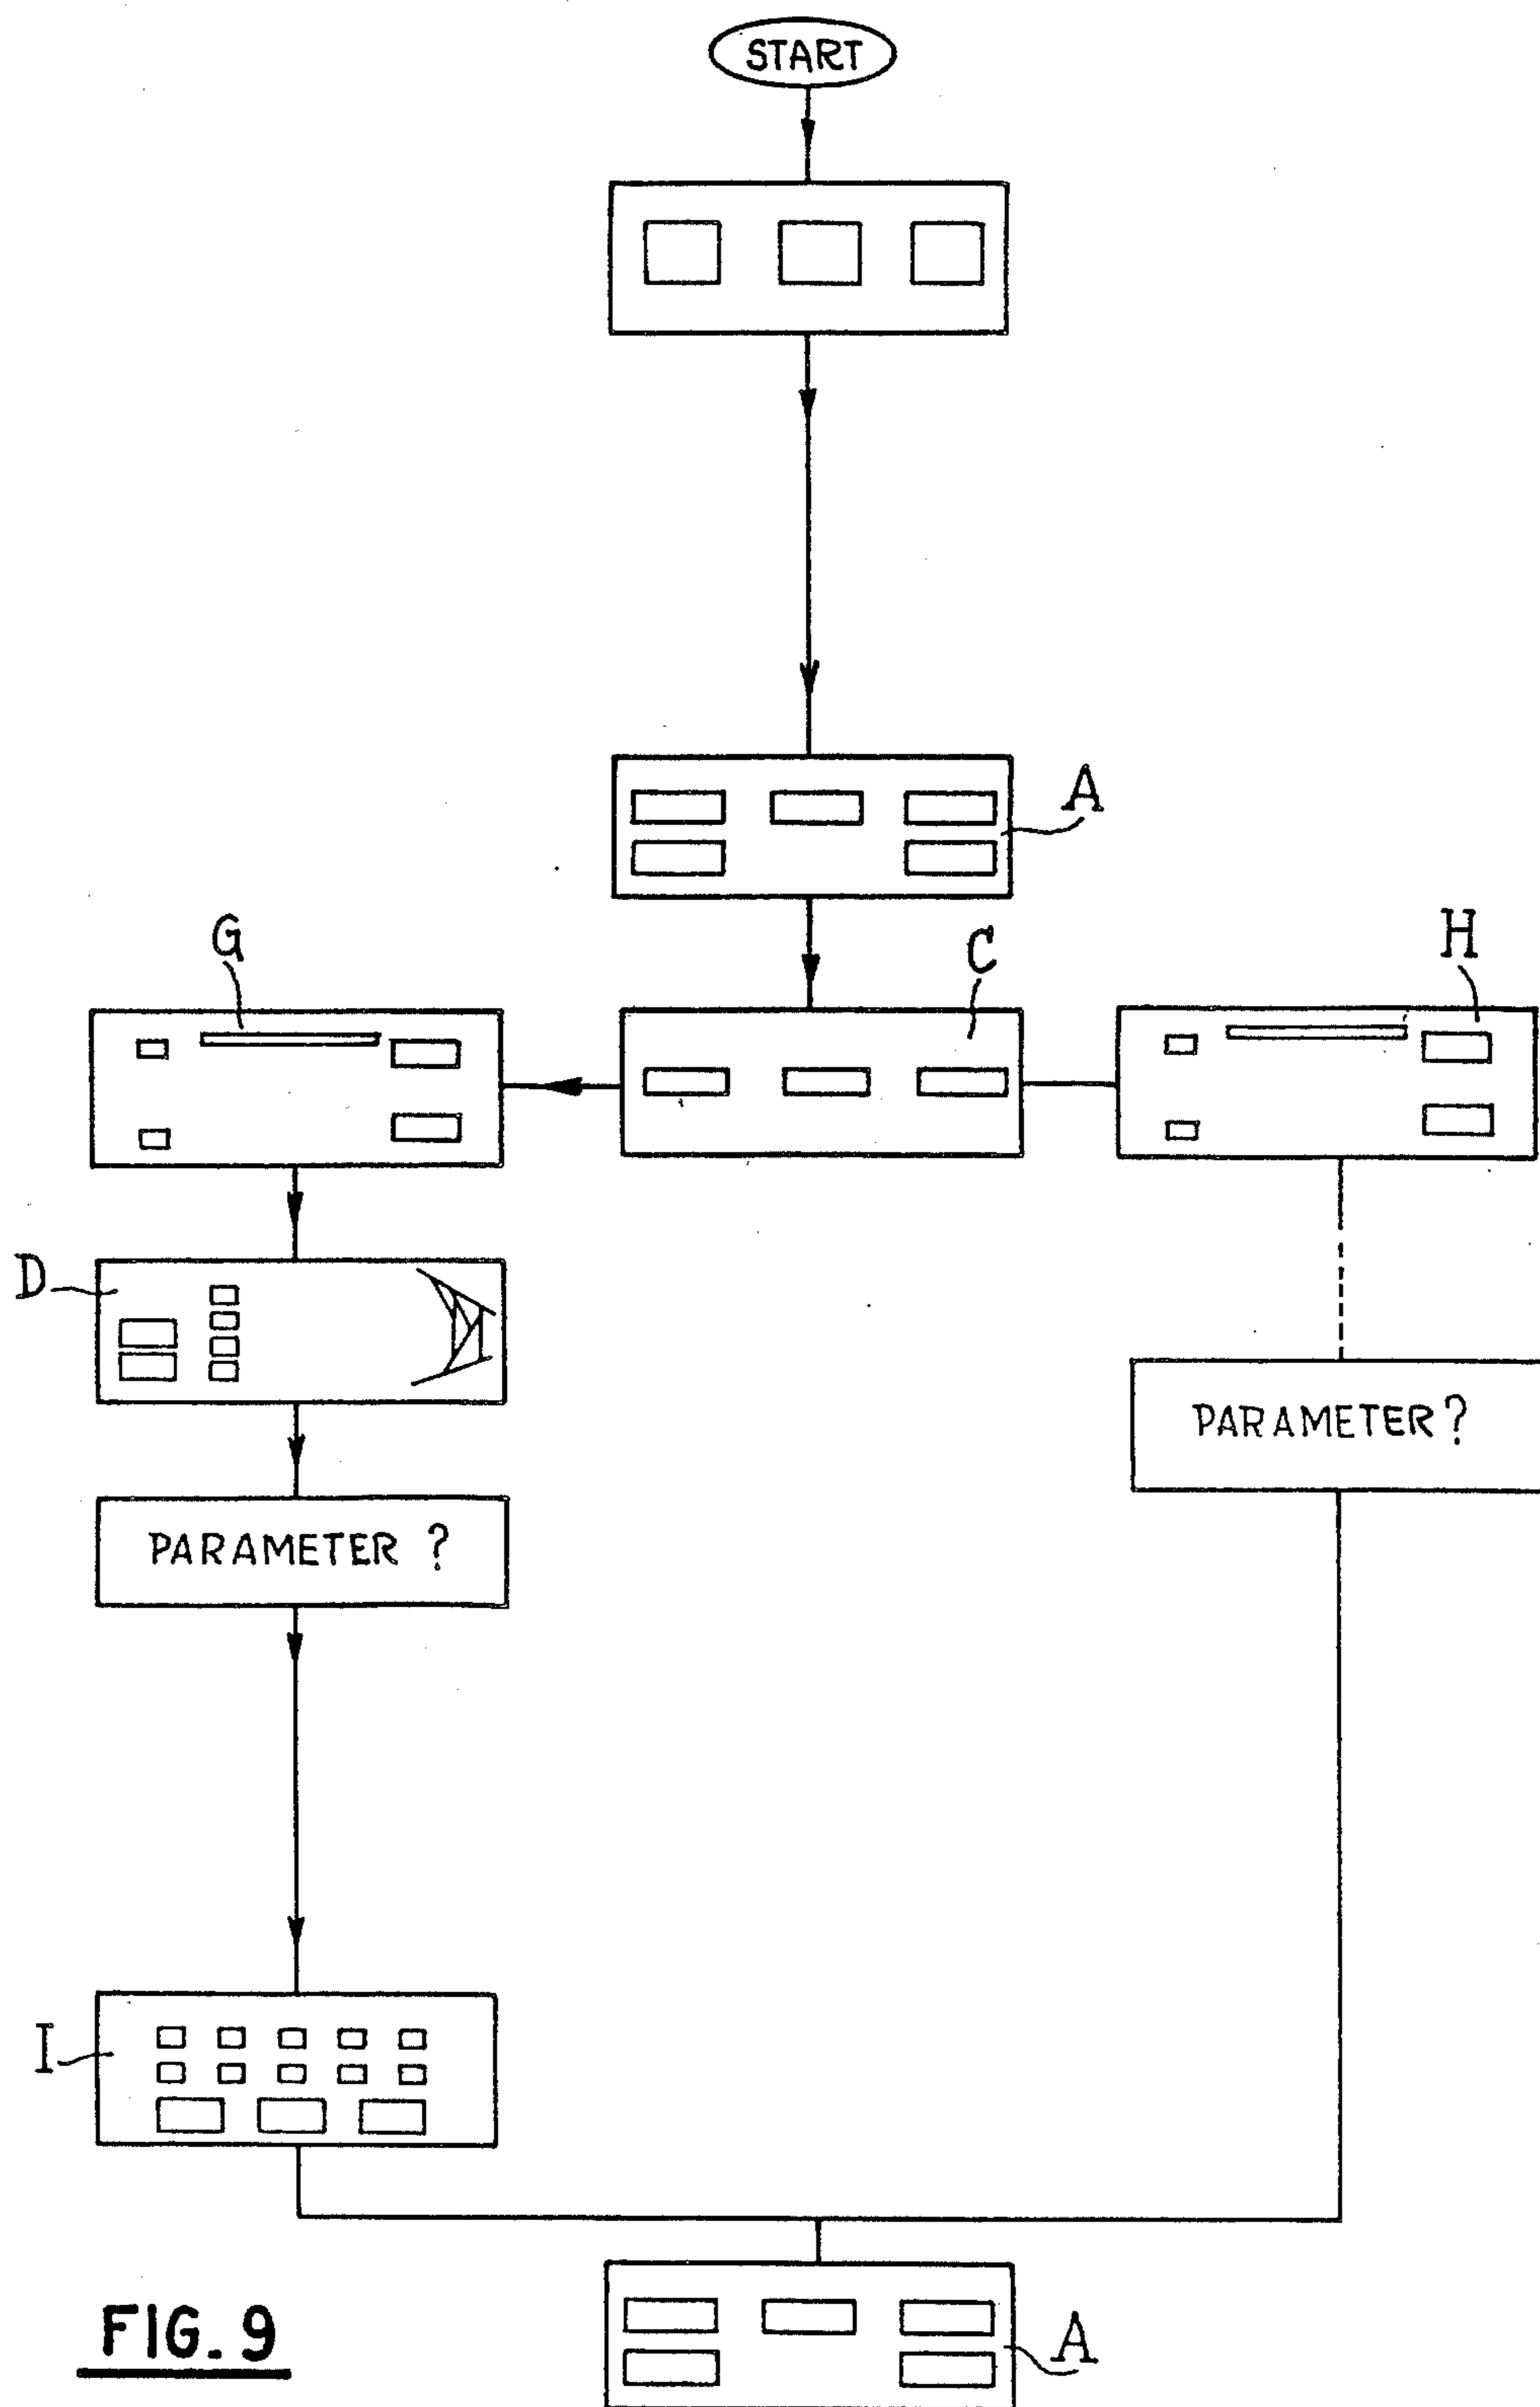 START
A
G
C
H
D
PARAMETER?
PARAMETER ?
I
A
FIG. 9